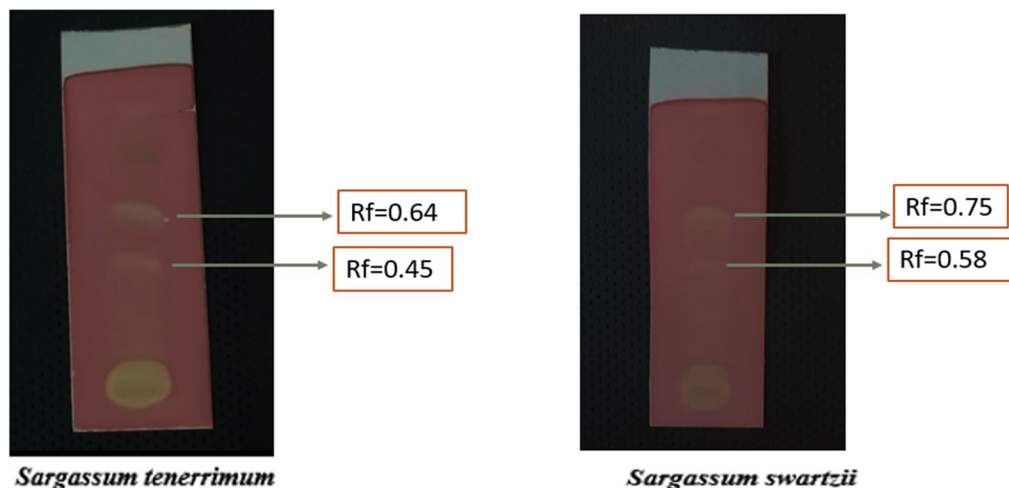 Rf=0.64
Rf=0.45
Sargassum tenerrimum
Rf=0.75
Rf=0.58
Sargassum swartzii